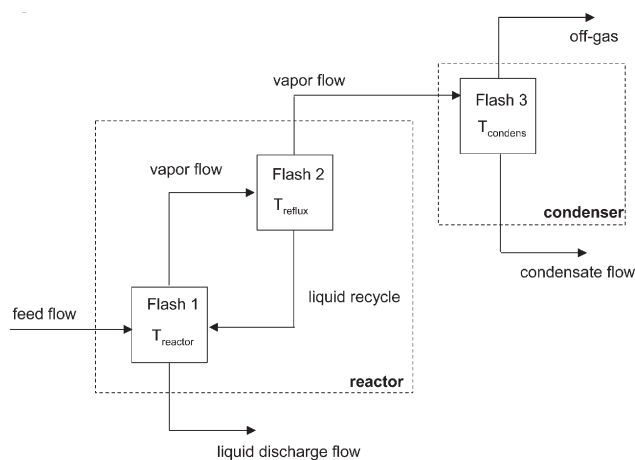 off-gas
vapor flow
Flash 3
T_condens
vapor flow
Flash 2
T_reflux
condenser
condensate flow
liquid recycle
Flash 1
feed flow
T_reactor
reactor
liquid discharge flow